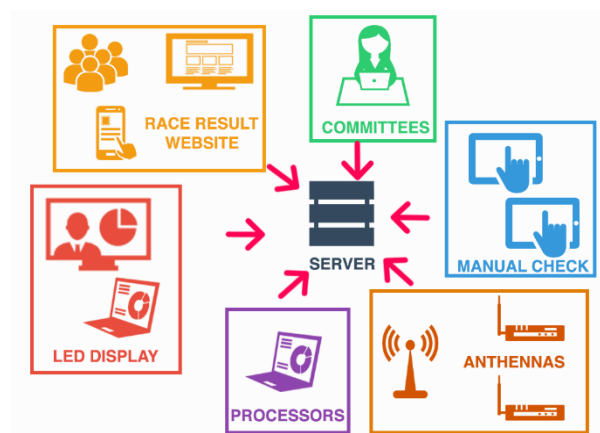 RACE RESULT
WEBSITE
COMMITTEES
SERVER
MANUAL CHECK
LED DISPLAY
PROCESSORS
ANTHENNAS